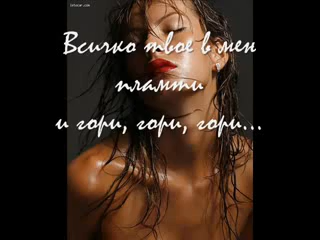 Всичко твое в мен
пламти
и гори, гори, гори...